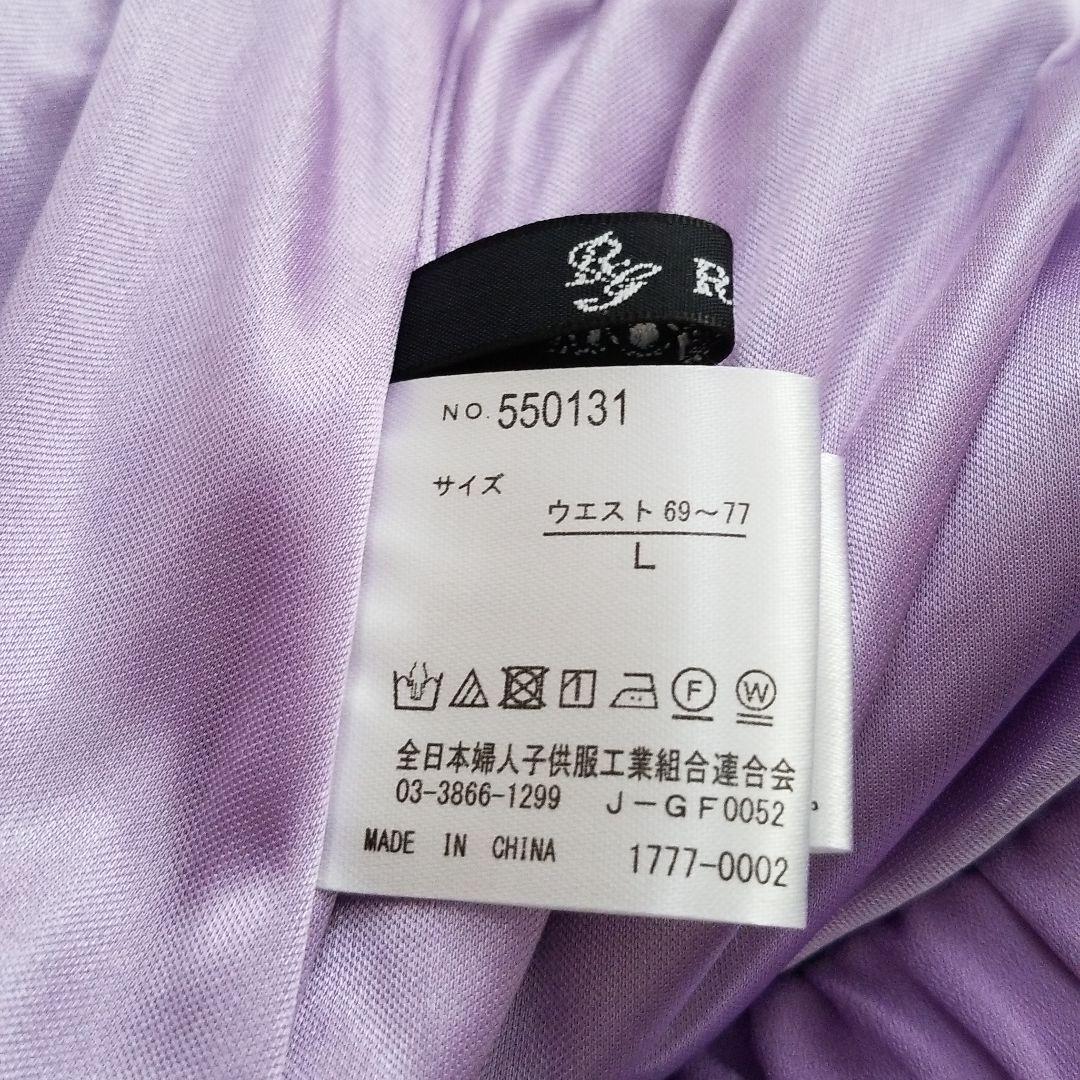 NO. 550131
サイズ
ウエスト 69～77
L
F
W
全日本婦人子供服工業組合連合会
03-3866-1299 J-GF0052
MADE IN CHINA 1777-0002